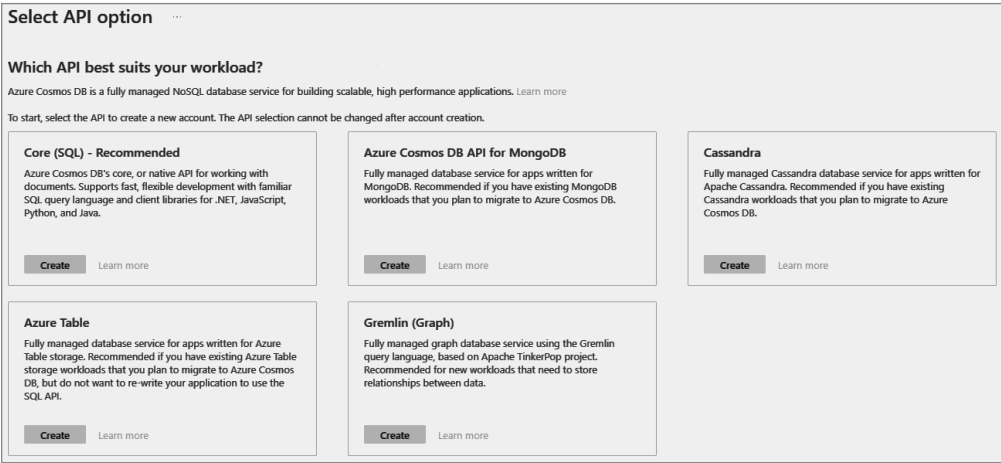 Select API option ...
Which API best suits your workload?
Azure Cosmos DB is a fully managed NoSQL database service for building scalable, high performance applications. Learn more
To start, select the API to create a new account. The API selection cannot be changed after account creation.
Core (SQL) - Recommended
Azure Cosmos DB's core, or native API for working with
documents. Supports fast, flexible development with familiar
SQL query language and client libraries for .NET, JavaScript,
Python, and Java.
Create Learn more
Azure Cosmos DB API for MongoDB
Fully managed database service for apps written for
MongoDB. Recommended if you have existing MongoDB
workloads that you plan to migrate to Azure Cosmos DB.
Create Learn more
Cassandra
Fully managed Cassandra database service for apps written for
Apache Cassandra. Recommended if you have existing
Cassandra workloads that you plan to migrate to Azure
Cosmos DB.
Create Learn more
Azure Table
Fully managed database service for apps written for Azure
Table storage. Recommended if you have existing Azure Table
storage workloads that you plan to migrate to Azure Cosmos
DB, but do not want to re-write your application to use the
SQL API.
Create Learn more
Gremlin (Graph)
Fully managed graph database service using the Gremlin
query language, based on Apache TinkerPop project.
Recommended for new workloads that need to store
relationships between data.
Create Learn more